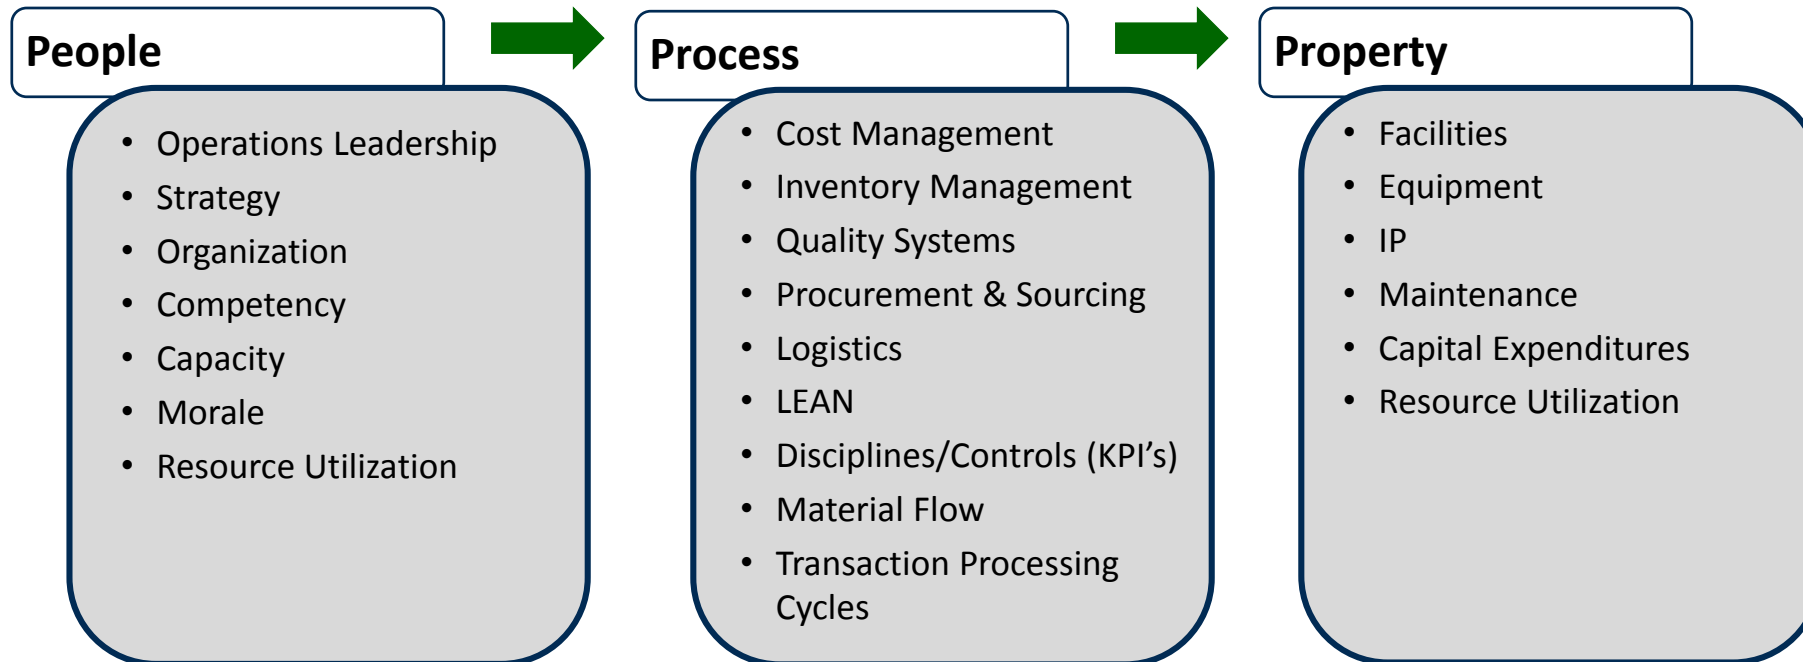 People
• Operations Leadership
• Strategy
• Organization
• Competency
• Capacity
• Morale
• Resource Utilization
Process
• Cost Management
• Inventory Management
• Quality Systems
• Procurement & Sourcing
• Logistics
• LEAN
• Disciplines/Controls (KPI’s)
• Material Flow
• Transaction Processing
Cycles
Property
• Facilities
• Equipment
• IP
• Maintenance
• Capital Expenditures
• Resource Utilization